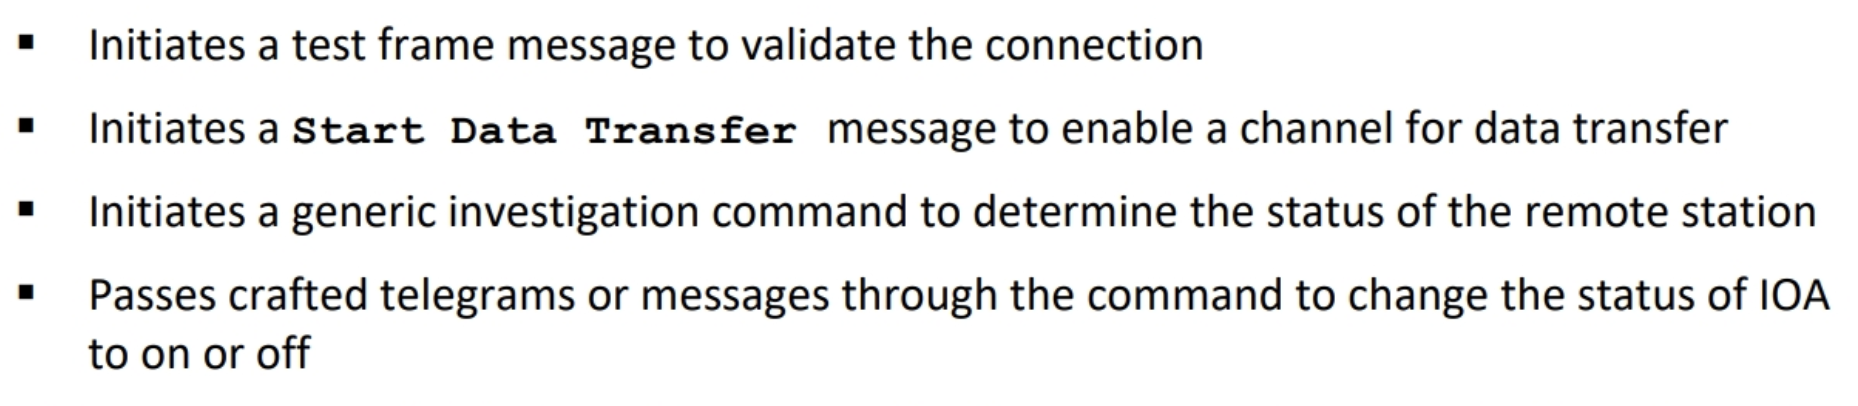 ▪ Initiates a test frame message to validate the connection
▪ Initiates a Start Data Transfer message to enable a channel for data transfer
▪ Initiates a generic investigation command to determine the status of the remote station
▪ Passes crafted telegrams or messages through the command to change the status of IOA
to on or off